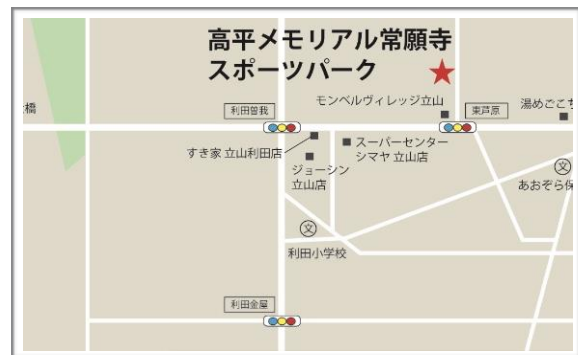 高平メモリアル常願寺
スポーツパーク
橋
利田曽我
モンベルヴィレッジ立山
東芦原
湯めごこち
すき家 立山利田店
スーパーセンター
シマヤ 立山店
ジョーシン
立山店
文
あおぞら保
文
利田小学校
利田金屋